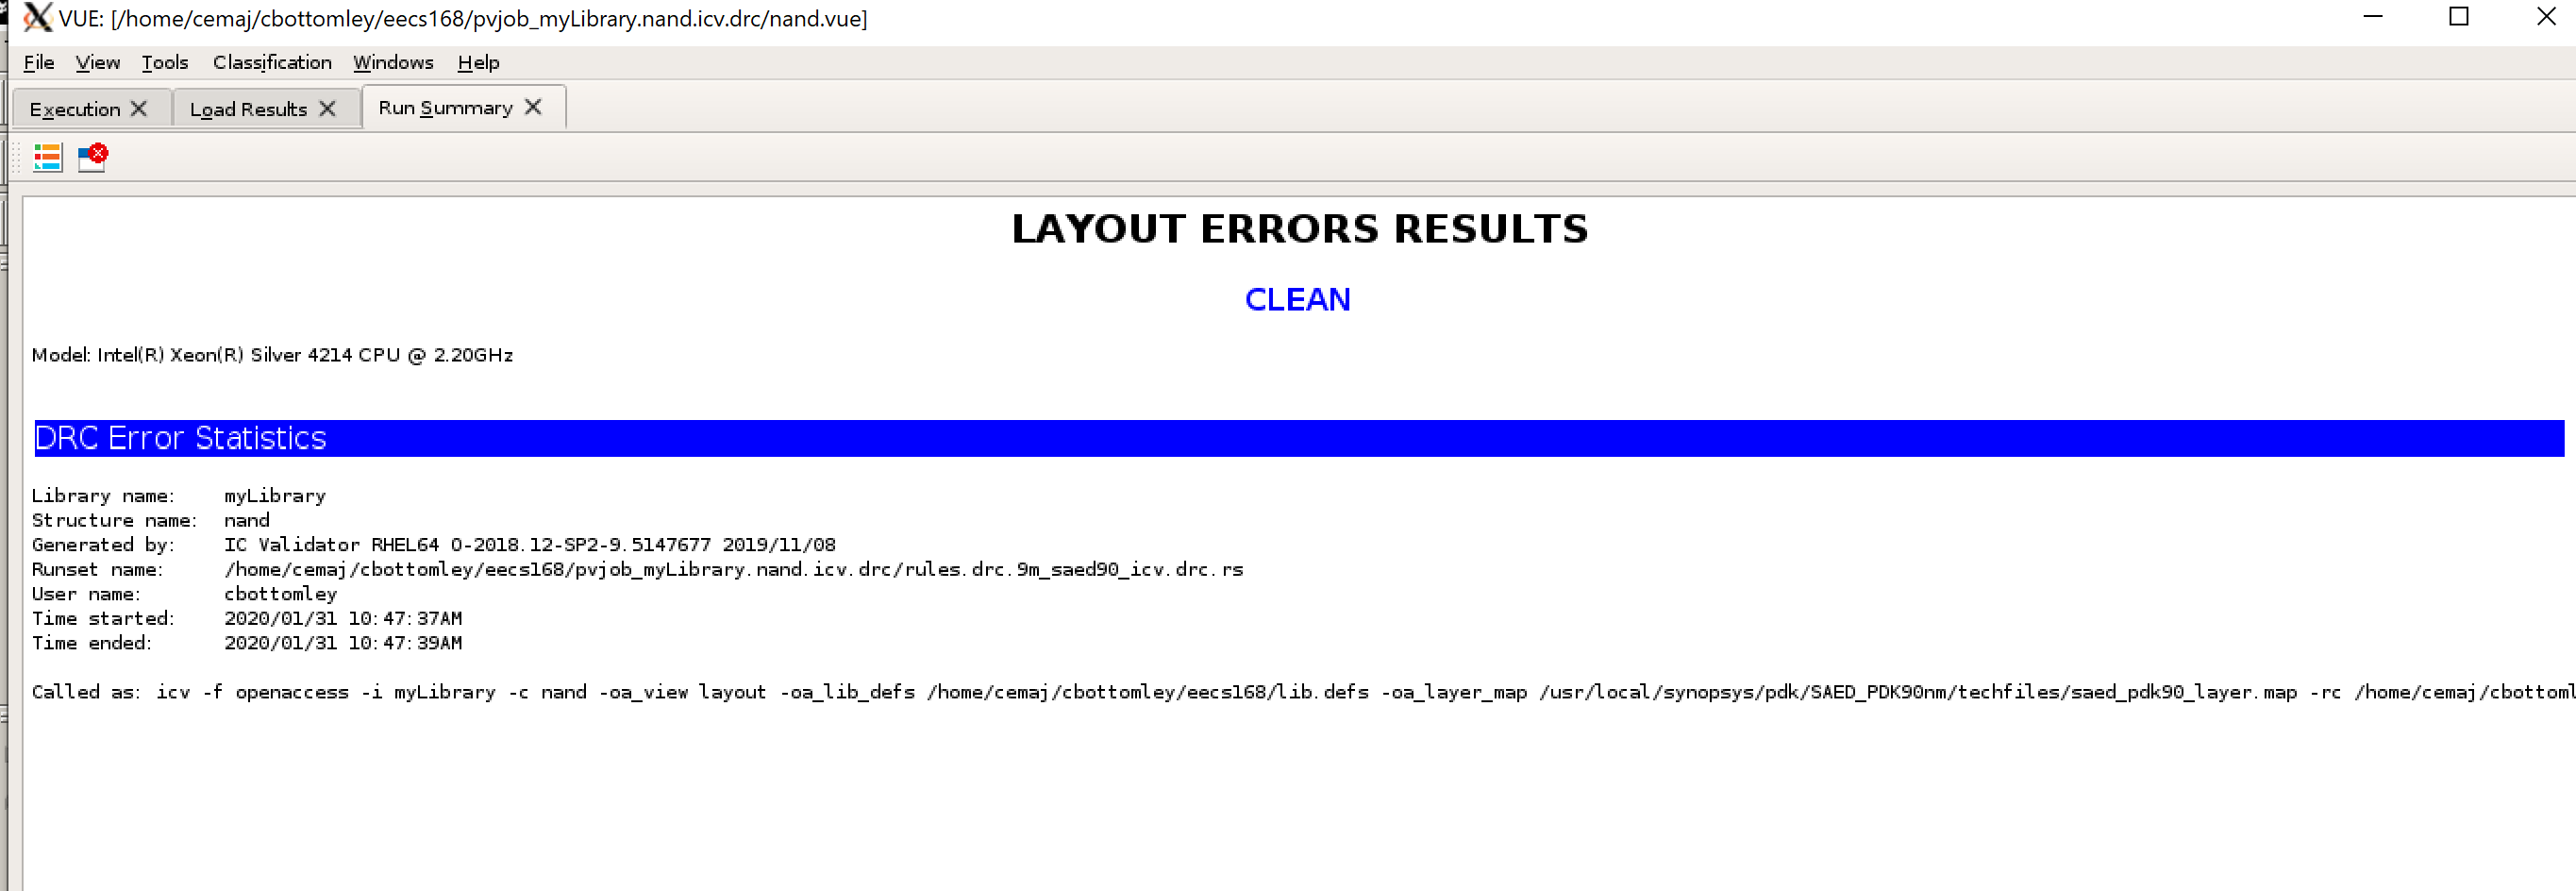 VUE: [/home/cemaj/cbottomley/eecs168/pvjob_myLibrary.nand.icv.drc/nand.vue]
File View Tools Classification Windows Help
Execution Load Results Run Summary
LAYOUT ERRORS RESULTS
CLEAN
Model: Intel(R) Xeon(R) Silver 4214 CPU @ 2.20GHz
DRC Error Statistics
Library name: myLibrary
Structure name: nand
Generated by: IC Validator RHEL64 O-2018.12-SP2-9.5147677 2019/11/08
Runset name: /home/cemaj/cbottomley/eecs168/pvjob_myLibrary.nand.icv.drc/rules.drc.9m_saed90_icv.drc.rs
User name: cbottomley
Time started: 2020/01/31 10:47:37AM
Time ended: 2020/01/31 10:47:39AM
Called as: icv -f openaccess -i myLibrary -c nand -oa_view layout -oa_lib_defs /home/cemaj/cbottomley/eecs168/lib.defs -oa_layer_map /usr/local/synopsys/pdk/SAED_PDK90nm/techfiles/saed_pdk90_layer.map -rc /home/cemaj/cbottoml